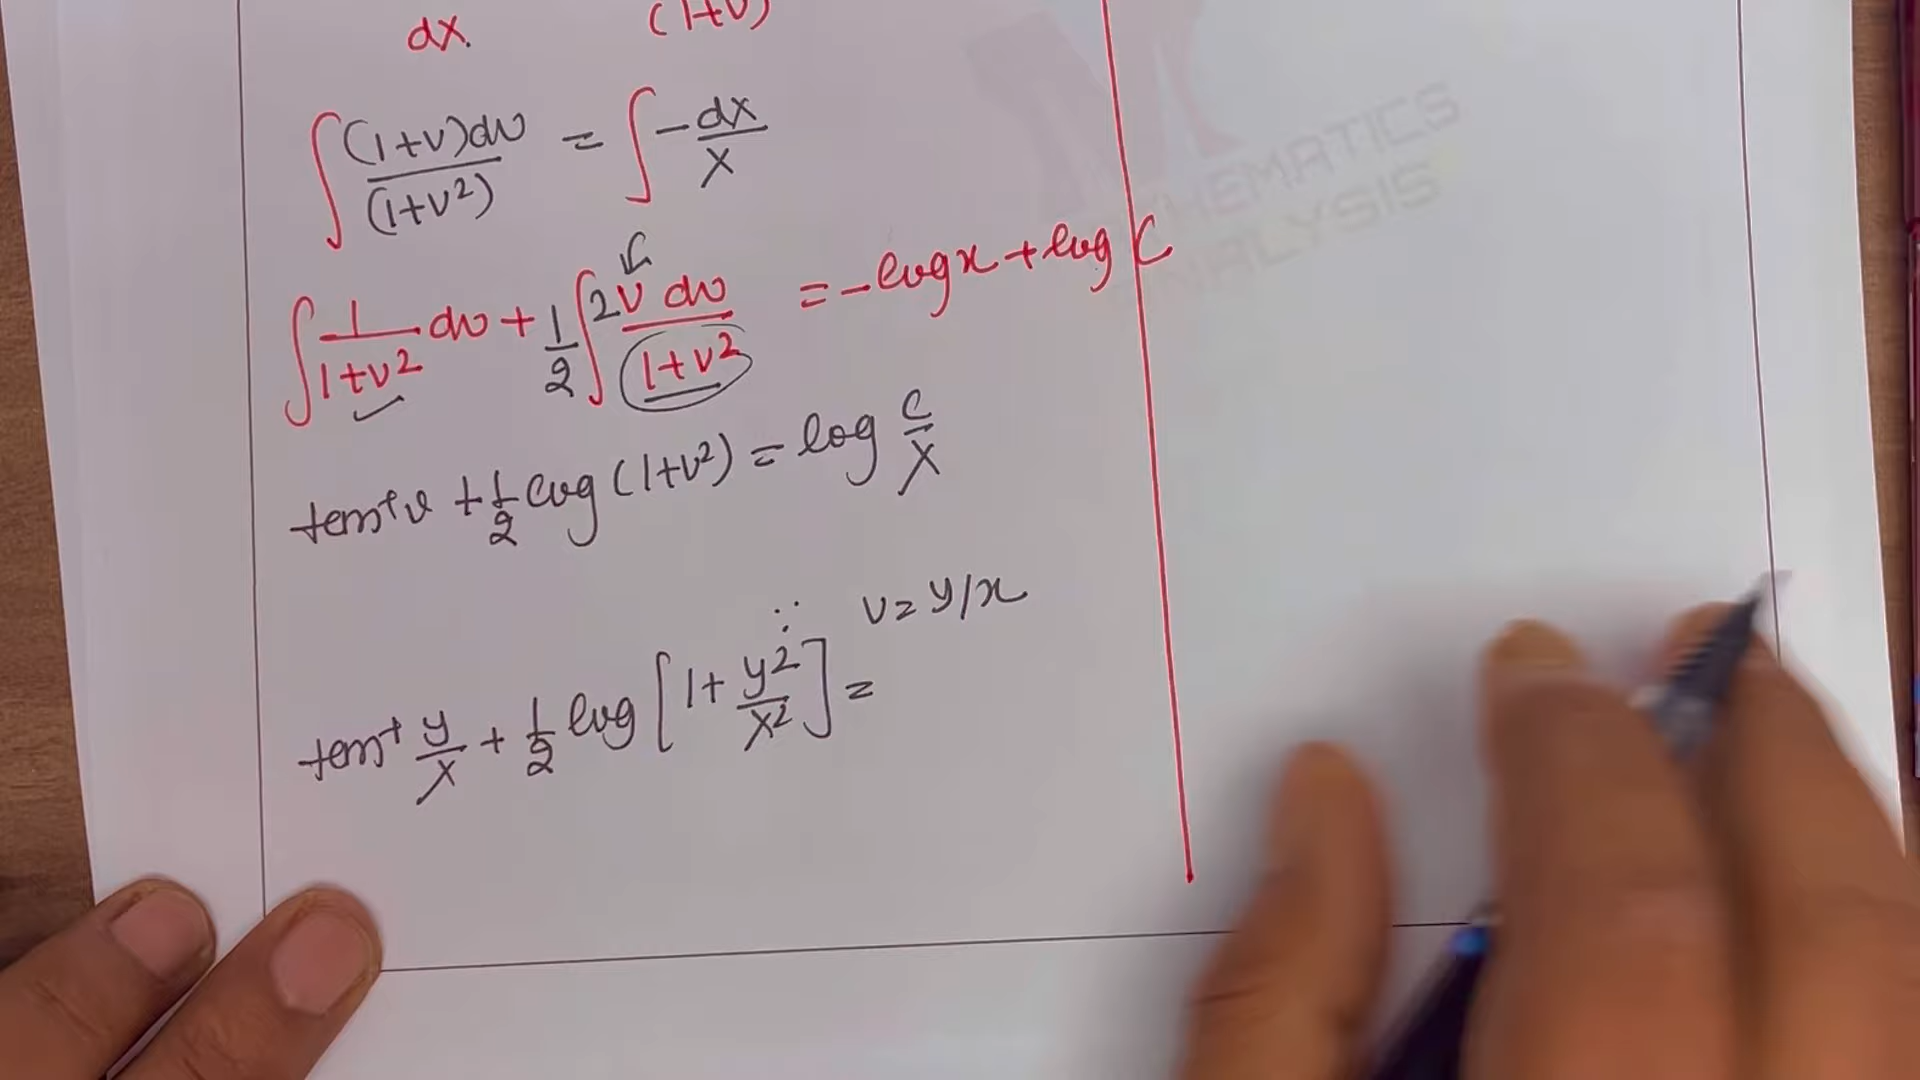 dx (1+v)
∫ (1+v)dv / (1+v²) = ∫ -dx/x
∫ 1/(1+v²) dv + 1/2 ∫ 2v dv / (1+v²) = -log x + log c
tan⁻¹v + 1/2 log (1+v²) = log c/x
∵ v = y/x
tan⁻¹ y/x + 1/2 log [1 + y²/x²] =